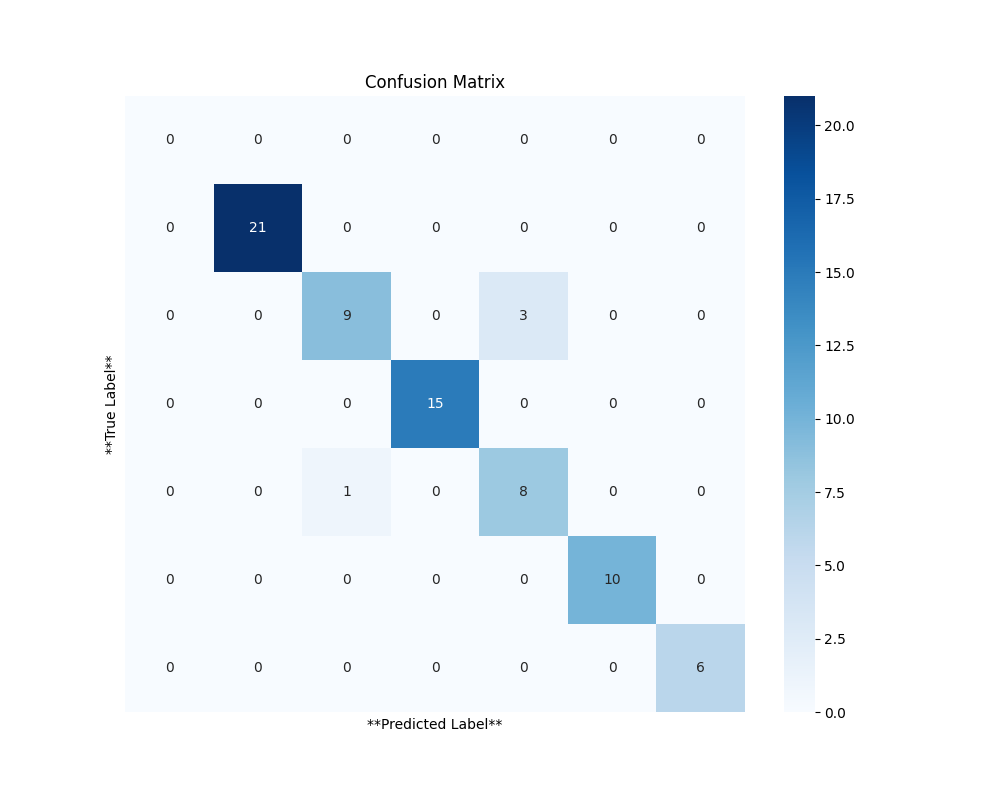 Confusion Matrix
0 0 0 0 0 0 0
0 21 0 0 0 0 0
0 0 9 0 3 0 0
0 0 0 15 0 0 0
0 0 1 0 8 0 0
0 0 0 0 0 10 0
0 0 0 0 0 0 6
**True Label**
**Predicted Label**
20.0
17.5
15.0
12.5
10.0
7.5
5.0
2.5
0.0